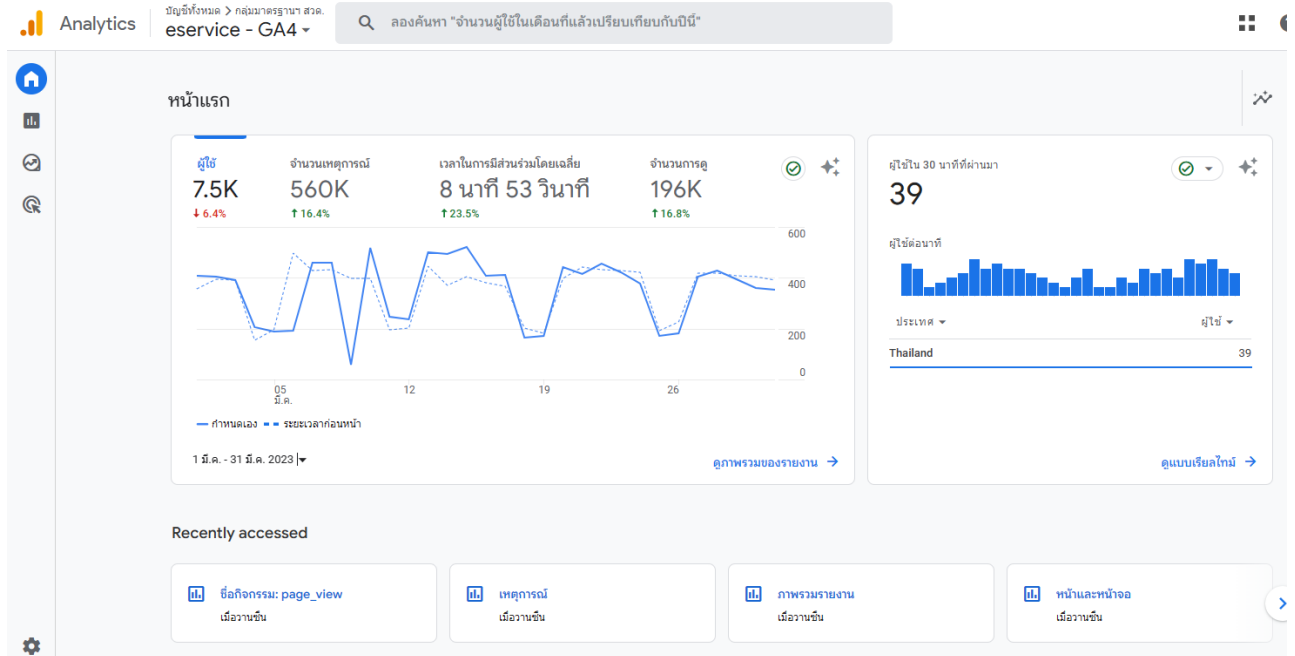 Analytics
บัญชีทั้งหมด > กลุ่มมาตรฐานฯ สวด.
eservice - GA4
ลองค้นหา "จำนวนผู้ใช้ในเดือนที่แล้วเปรียบเทียบกับปีนี้"
หน้าแรก
ผู้ใช้
7.5K
6.4%
จำนวนเหตุการณ์
560K
16.4%
เวลาในการมีส่วนร่วมโดยเฉลี่ย
8 นาที 53 วินาที
23.5%
จำนวนการดู
196K
16.8%
600
400
200
0
05
มี.ค.
12
19
26
กำหนดเอง
ระยะเวลาก่อนหน้า
1 มี.ค. - 31 มี.ค. 2023
ดูภาพรวมของรายงาน
ผู้ใช้ใน 30 นาทีที่ผ่านมา
39
ผู้ใช้ต่อนาที
ประเทศ
ผู้ใช้
Thailand
39
ดูแบบเรียลไทม์
Recently accessed
ชื่อกิจกรรม: page_view
เมื่อวานซืน
เหตุการณ์
เมื่อวานซืน
ภาพรวมรายงาน
เมื่อวานซืน
หน้าและหน้าจอ
เมื่อวานซืน